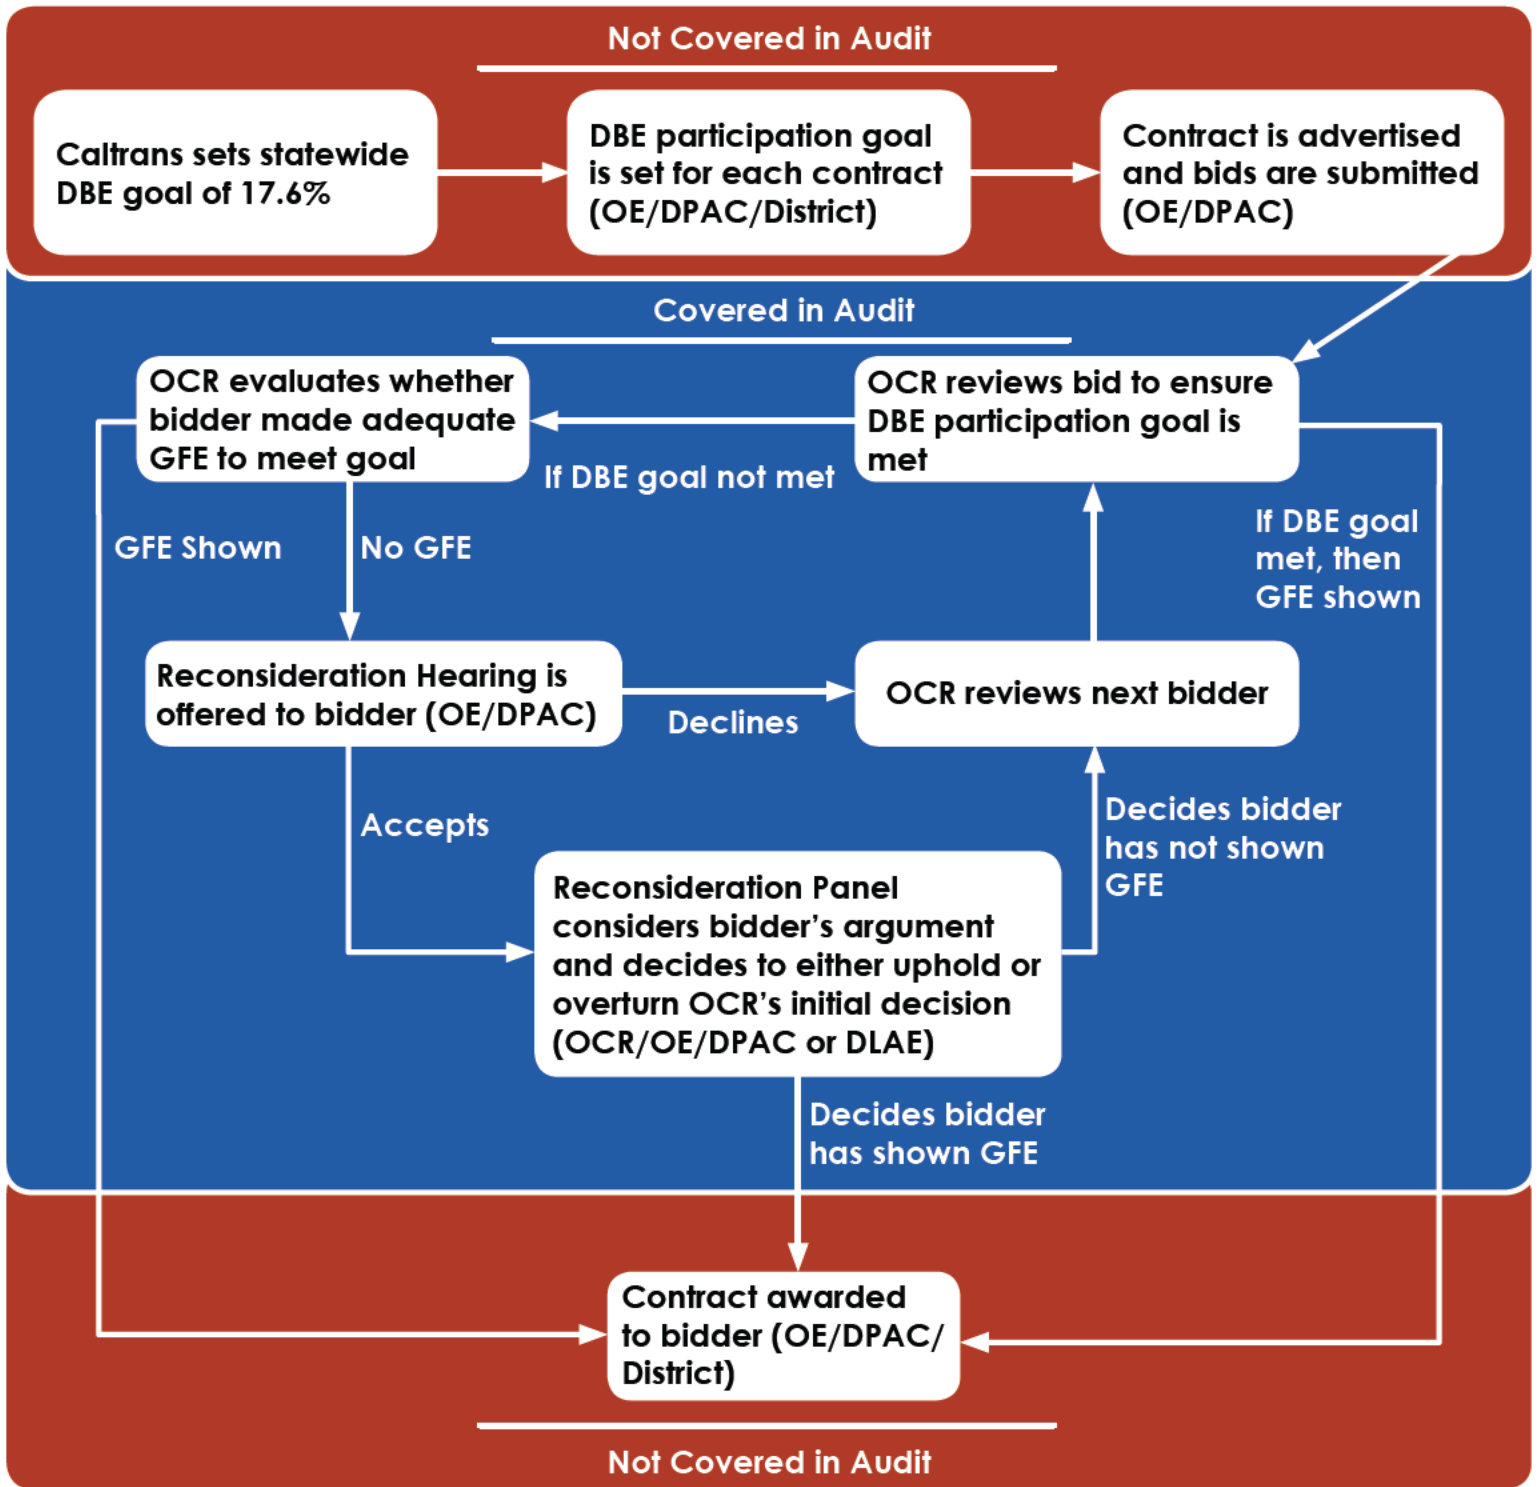 Not Covered in Audit
Caltrans sets statewide
DBE goal of 17.6%
DBE participation goal
is set for each contract
(OE/DPAC/District)
Contract is advertised
and bids are submitted
(OE/DPAC)
Covered in Audit
OCR evaluates whether
bidder made adequate
GFE to meet goal
OCR reviews bid to ensure
DBE participation goal is
met
If DBE goal not met
GFE Shown
No GFE
If DBE goal
met, then
GFE shown
Reconsideration Hearing is
offered to bidder (OE/DPAC)
Declines
OCR reviews next bidder
Accepts
Decides bidder
has not shown
GFE
Reconsideration Panel
considers bidder’s argument
and decides to either uphold or
overturn OCR’s initial decision
(OCR/OE/DPAC or DLAE)
Decides bidder
has shown GFE
Contract awarded
to bidder (OE/DPAC/
District)
Not Covered in Audit